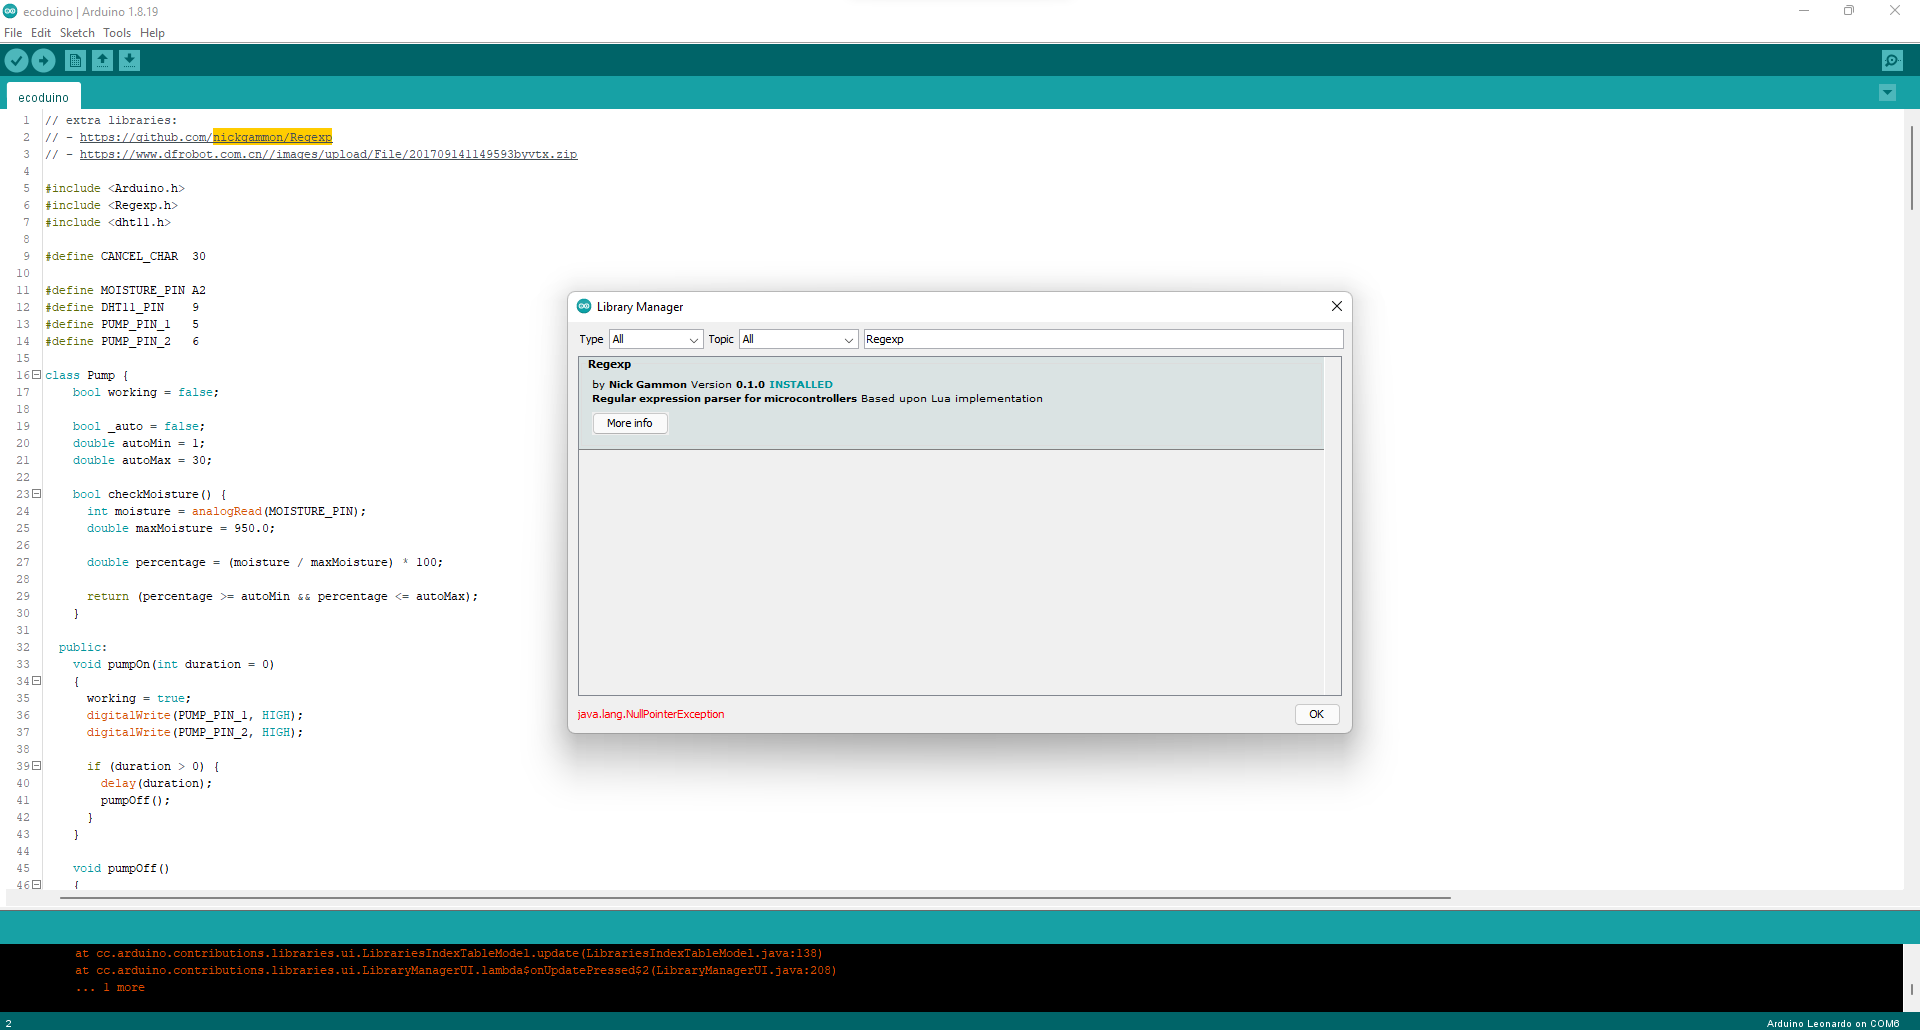 ecoduino | Arduino 1.8.19
File Edit Sketch Tools Help
ecoduino
1 // extra libraries:
2 // - https://github.com/nickgammon/Regexp
3 // - https://www.dfrobot.com.cn//images/upload/File/201709141149593byvtx.zip
4
5 #include <Arduino.h>
6 #include <Regexp.h>
7 #include <dht11.h>
8
9 #define CANCEL_CHAR 30
10
11 #define MOISTURE_PIN A2
12 #define DHT11_PIN 9
13 #define PUMP_PIN_1 5
14 #define PUMP_PIN_2 6
15
16 class Pump {
17 bool working = false;
18
19 bool _auto = false;
20 double autoMin = 1;
21 double autoMax = 30;
22
23 bool checkMoisture() {
24 int moisture = analogRead(MOISTURE_PIN);
25 double maxMoisture = 950.0;
26
27 double percentage = (moisture / maxMoisture) * 100;
28
29 return (percentage >= autoMin && percentage <= autoMax);
30 }
31
32 public:
33 void pumpOn(int duration = 0)
34 {
35 working = true;
36 digitalWrite(PUMP_PIN_1, HIGH);
37 digitalWrite(PUMP_PIN_2, HIGH);
38
39 if (duration > 0) {
40 delay(duration);
41 pumpOff();
42 }
43 }
44
45 void pumpOff()
46 {
Library Manager
Type All Topic All Regexp
Regexp
by Nick Gammon Version 0.1.0 INSTALLED
Regular expression parser for microcontrollers Based upon Lua implementation
More info
java.lang.NullPointerException
OK
at cc.arduino.contributions.libraries.ui.LibrariesIndexTableModel.update(LibrariesIndexTableModel.java:138)
at cc.arduino.contributions.libraries.ui.LibraryManagerUI.lambda$onUpdatePressed$2(LibraryManagerUI.java:208)
... 1 more
2
Arduino Leonardo on COM6